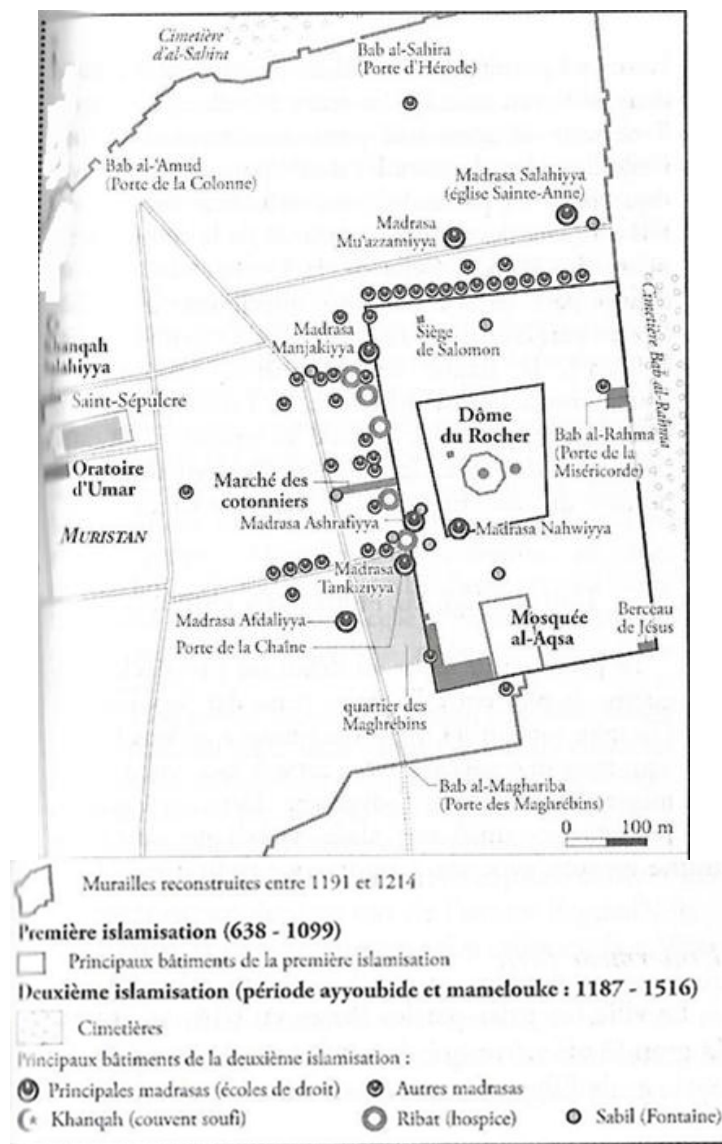 Cimetière
d'al-Sahira
Bab al-Sahira
(Porte d'Hérode)
Bab al-'Amud
(Porte de la Colonne)
Madrasa Salahiyya
(église Sainte-Anne)
Madrasa
Mu'azzamiyya
Madrasa
Manjakiyya
Siège
de Salomon
Cimetière Bab al-Rahma
Khanqah
Salahiyya
Saint-Sépulcre
Dôme
du Rocher
Bab al-Rahma
(Porte de la
Miséricorde)
Oratoire
d'Umar
Marché des
cotonniers
MURISTAN
Madrasa Ashrafiyya
Madrasa Nahwiyya
Madrasa
Tankiziyya
Madrasa Afdaliyya
Porte de la Chaîne
Mosquée
al-Aqsa
Berceau
de Jésus
quartier des
Maghrébins
Bab al-Maghariba
(Porte des Maghrébins)
0 100 m
Murailles reconstruites entre 1191 et 1214
Première islamisation (638 - 1099)
Principaux bâtiments de la première islamisation
Deuxième islamisation (période ayyoubide et mamelouke : 1187 - 1516)
Cimetières
Principaux bâtiments de la deuxième islamisation :
Principales madrasas (écoles de droit) Autres madrasas
Khanqah (couvent soufi) Ribat (hospice) Sabil (Fontaine)